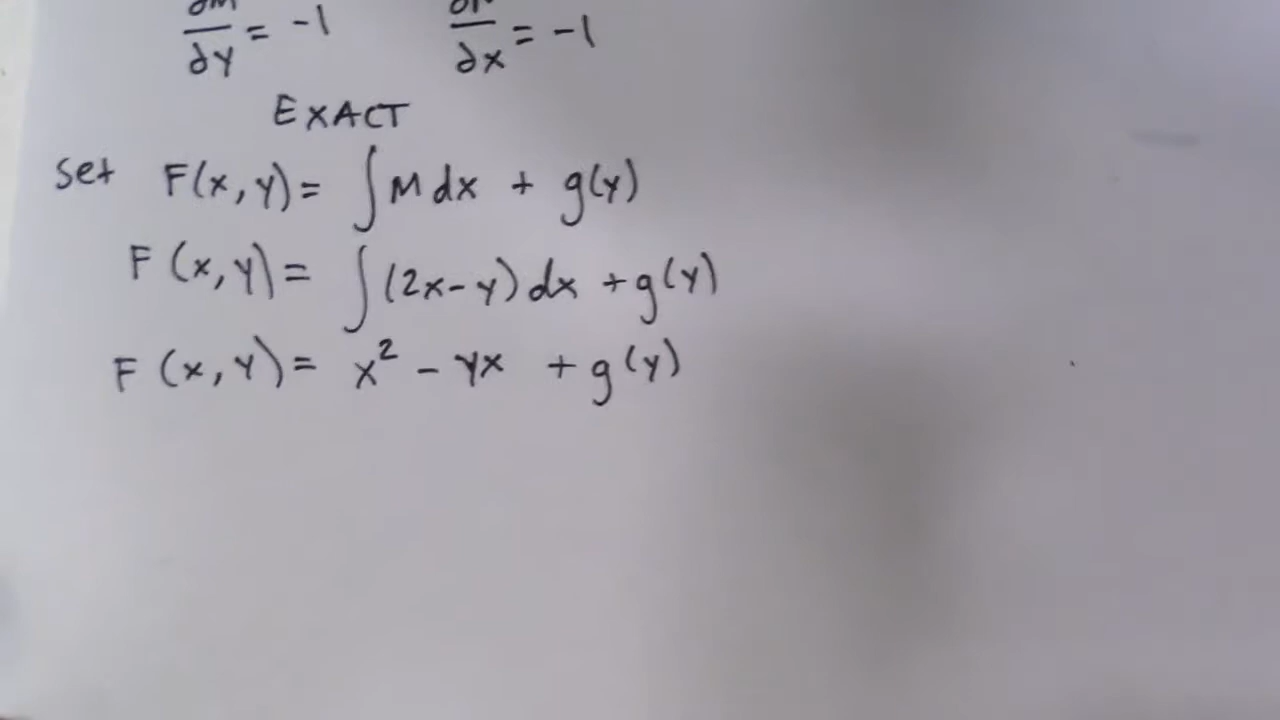 ∂M/∂y = -1    ∂N/∂x = -1
EXACT
set F(x,y) = ∫M dx + g(y)
F(x,y) = ∫(2x-y) dx + g(y)
F(x,y) = x² - yx + g(y)